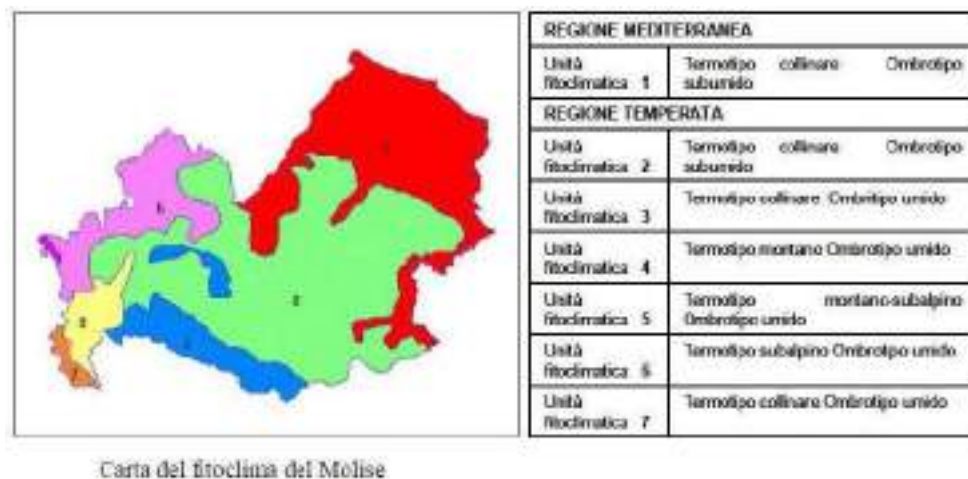 REGIONE MEDITERRANEA
Unità Termotipo collinare Ombrotipo
fitoclimatica 1 subumido
REGIONE TEMPERATA
Unità Termotipo collinare Ombrotipo
fitoclimatica 2 subumido
Unità Termotipo collinare Ombritipo umido
fitoclimatica 3
Unità Termotipo montano Ombrotipo umido
fitoclimatica 4
Unità Termotipo montano-subalpino
fitoclimatica 5 Ombrotipo umido
Unità Termotipo subalpino Ombrotipo umido
fitoclimatica 6
Unità Termotipo collinare Ombrotipo umido
fitoclimatica 7
Carta del fitoclima del Molise